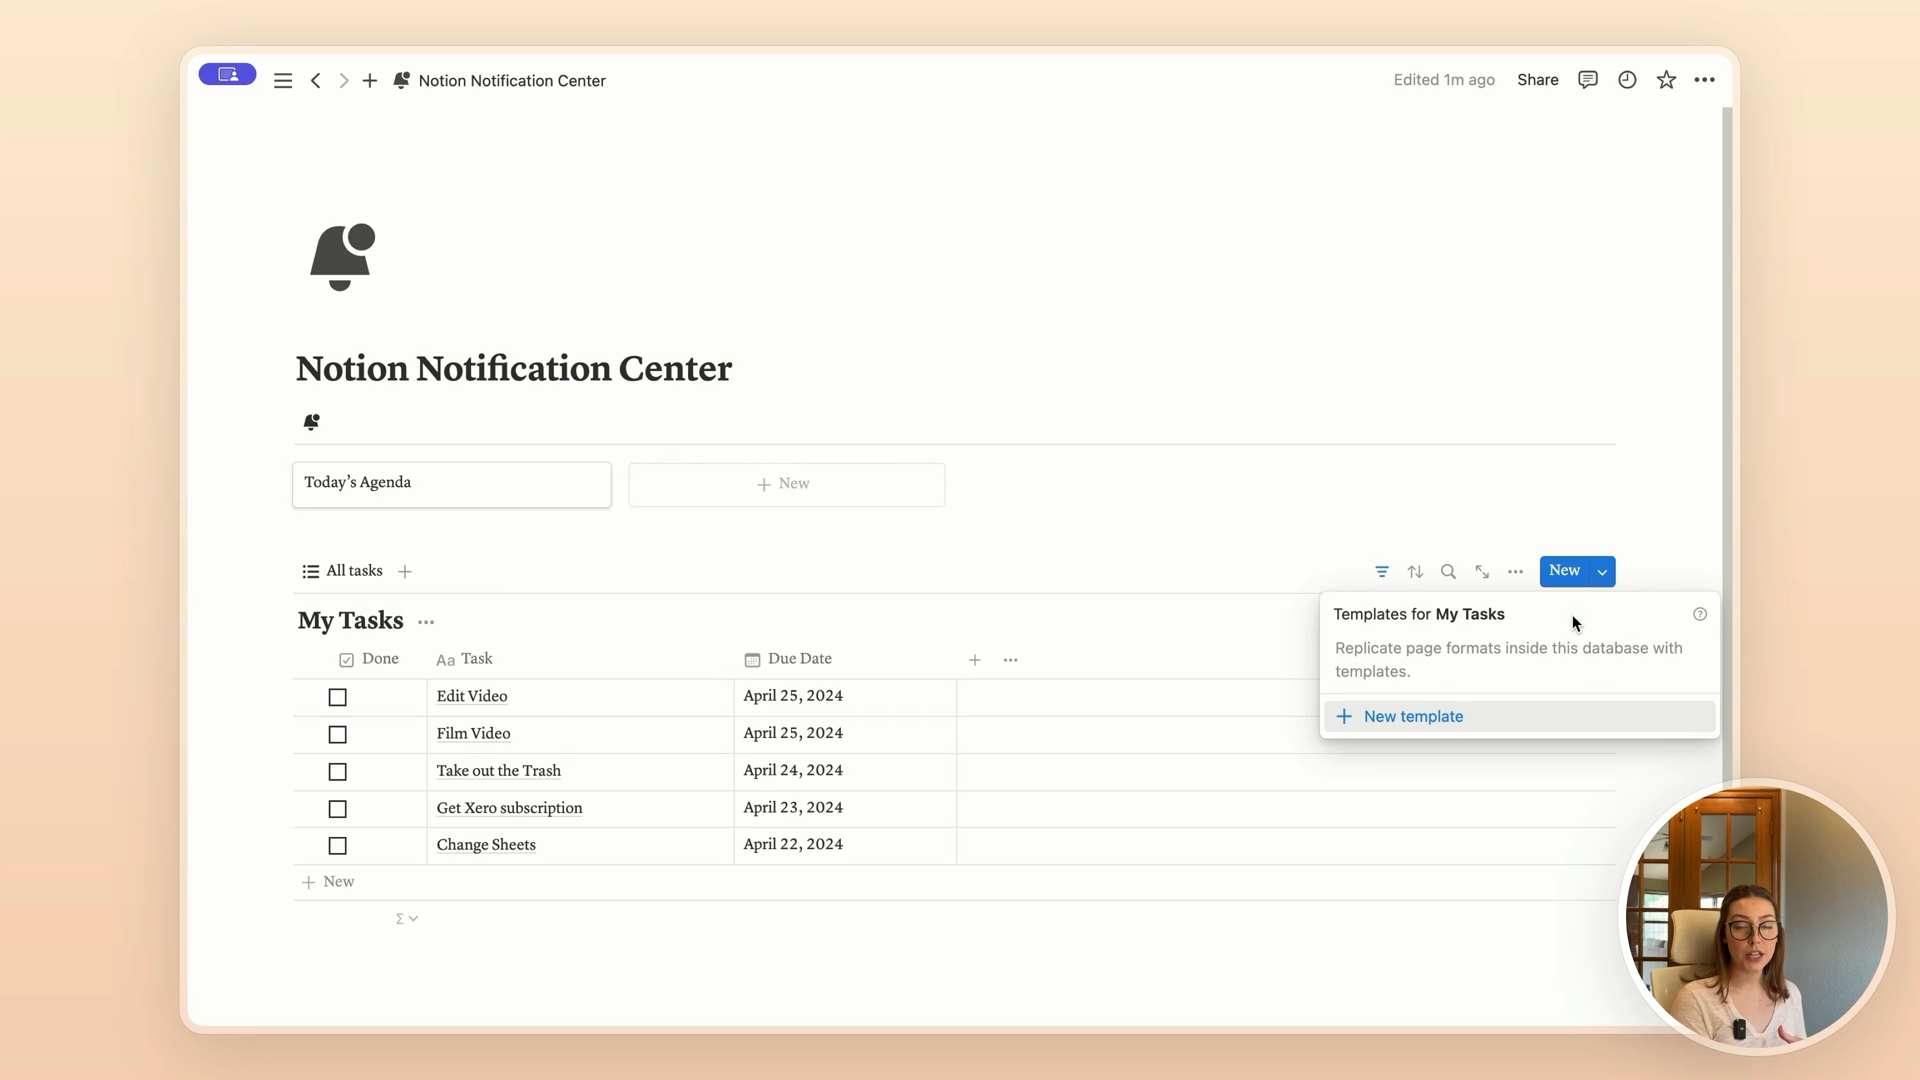 Notion Notification Center
Edited 1m ago
Share
Notion Notification Center
Today’s Agenda
New
All tasks
New
My Tasks
Done
Aa Task
Due Date
Edit Video
April 25, 2024
Film Video
April 25, 2024
Take out the Trash
April 24, 2024
Get Xero subscription
April 23, 2024
Change Sheets
April 22, 2024
New
Σ
Templates for My Tasks
Replicate page formats inside this database with
templates.
New template